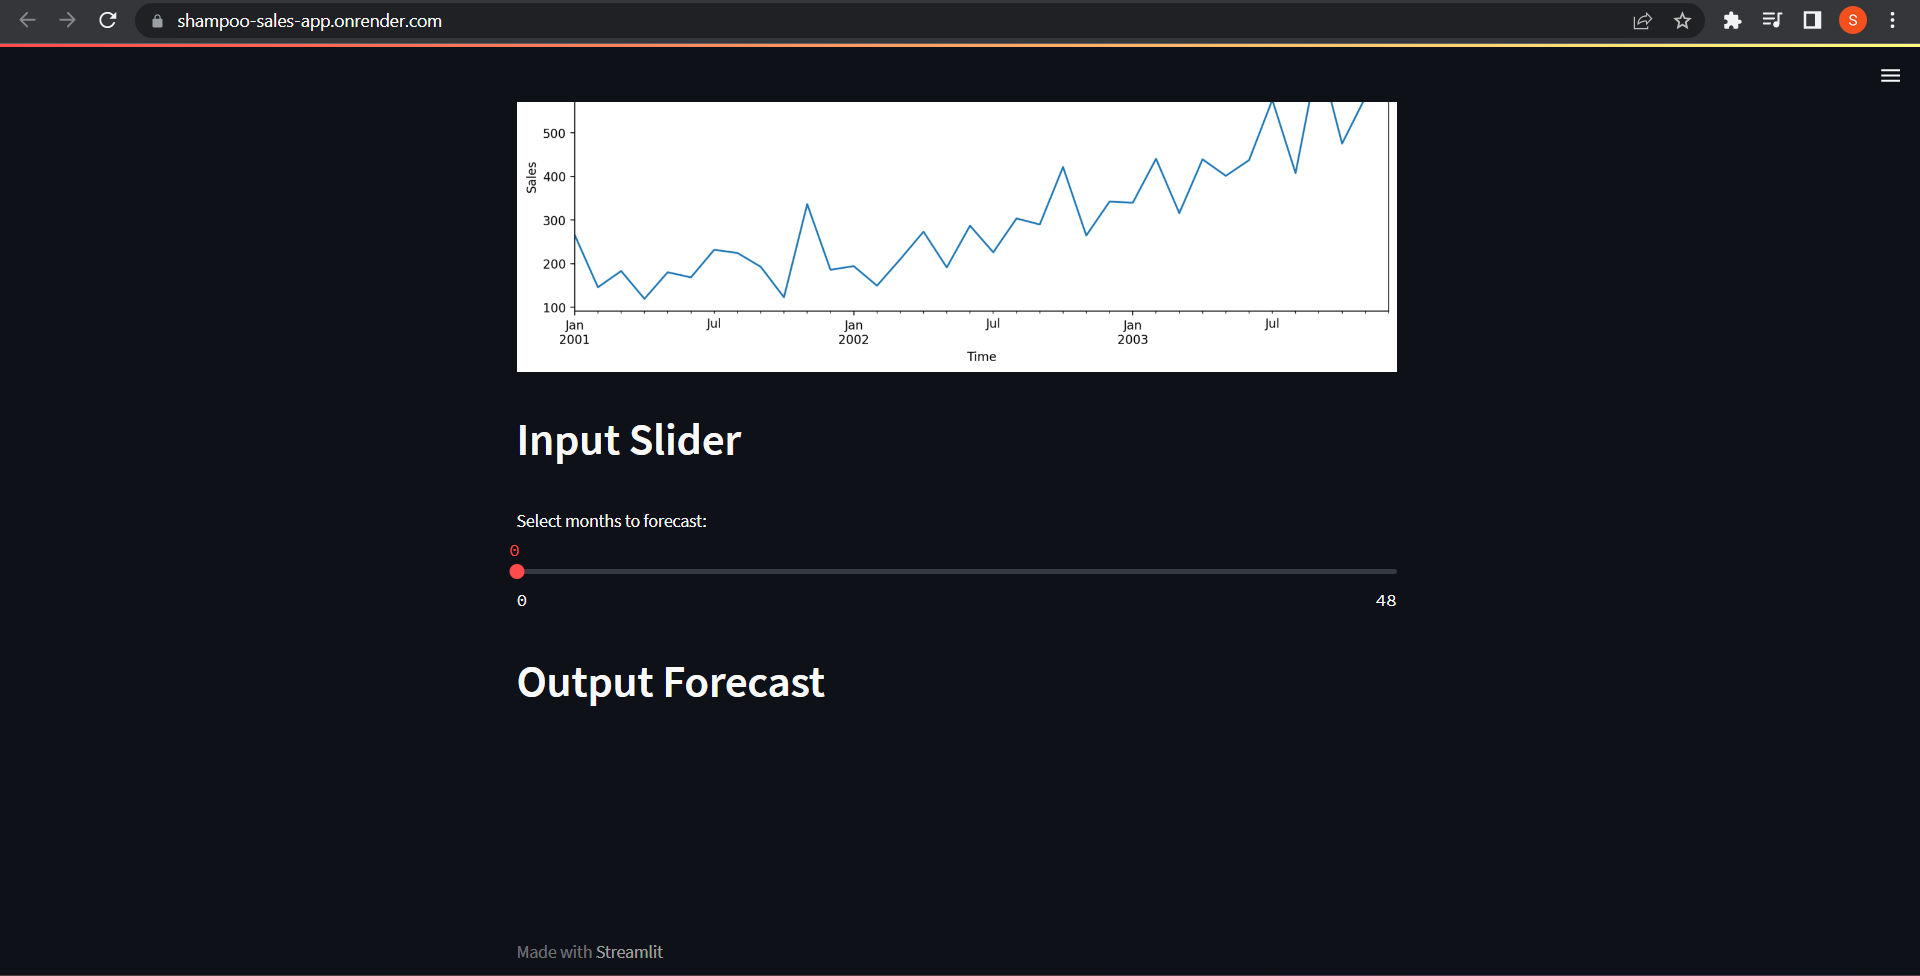 shampoo-sales-app.onrender.com
S
500
400
300
200
100
Sales
Jan
2001
Jul
Jan
2002
Jul
Jan
2003
Jul
Time
Input Slider
Select months to forecast:
0
0
48
Output Forecast
Made with Streamlit